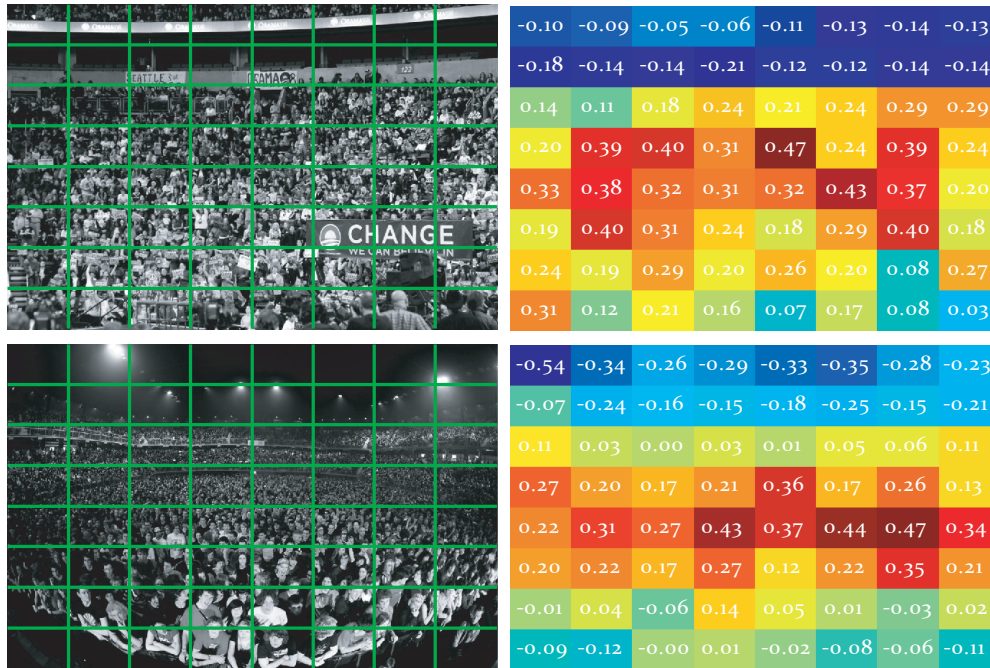 OBAMA'08 OBAMA'08 OBAMA'08
SEATTLE
122
CHANGE
WE CAN BELIEVE IN
-0.10 -0.09 -0.05 -0.06 -0.11 -0.13 -0.14 -0.13
-0.18 -0.14 -0.14 -0.21 -0.12 -0.12 -0.14 -0.14
0.14 0.11 0.18 0.24 0.21 0.24 0.29 0.29
0.20 0.39 0.40 0.31 0.47 0.24 0.39 0.24
0.33 0.38 0.32 0.31 0.32 0.43 0.37 0.20
0.19 0.40 0.31 0.24 0.18 0.29 0.40 0.18
0.24 0.19 0.29 0.20 0.26 0.20 0.08 0.27
0.31 0.12 0.21 0.16 0.07 0.17 0.08 0.03
-0.54 -0.34 -0.26 -0.29 -0.33 -0.35 -0.28 -0.23
-0.07 -0.24 -0.16 -0.15 -0.18 -0.25 -0.15 -0.21
0.11 0.03 0.00 0.03 0.01 0.05 0.06 0.11
0.27 0.20 0.17 0.21 0.36 0.17 0.26 0.13
0.22 0.31 0.27 0.43 0.37 0.44 0.47 0.34
0.20 0.22 0.17 0.27 0.12 0.22 0.35 0.21
-0.01 0.04 -0.06 0.14 0.05 0.01 -0.03 0.02
-0.09 -0.12 -0.00 0.01 -0.02 -0.08 -0.06 -0.11